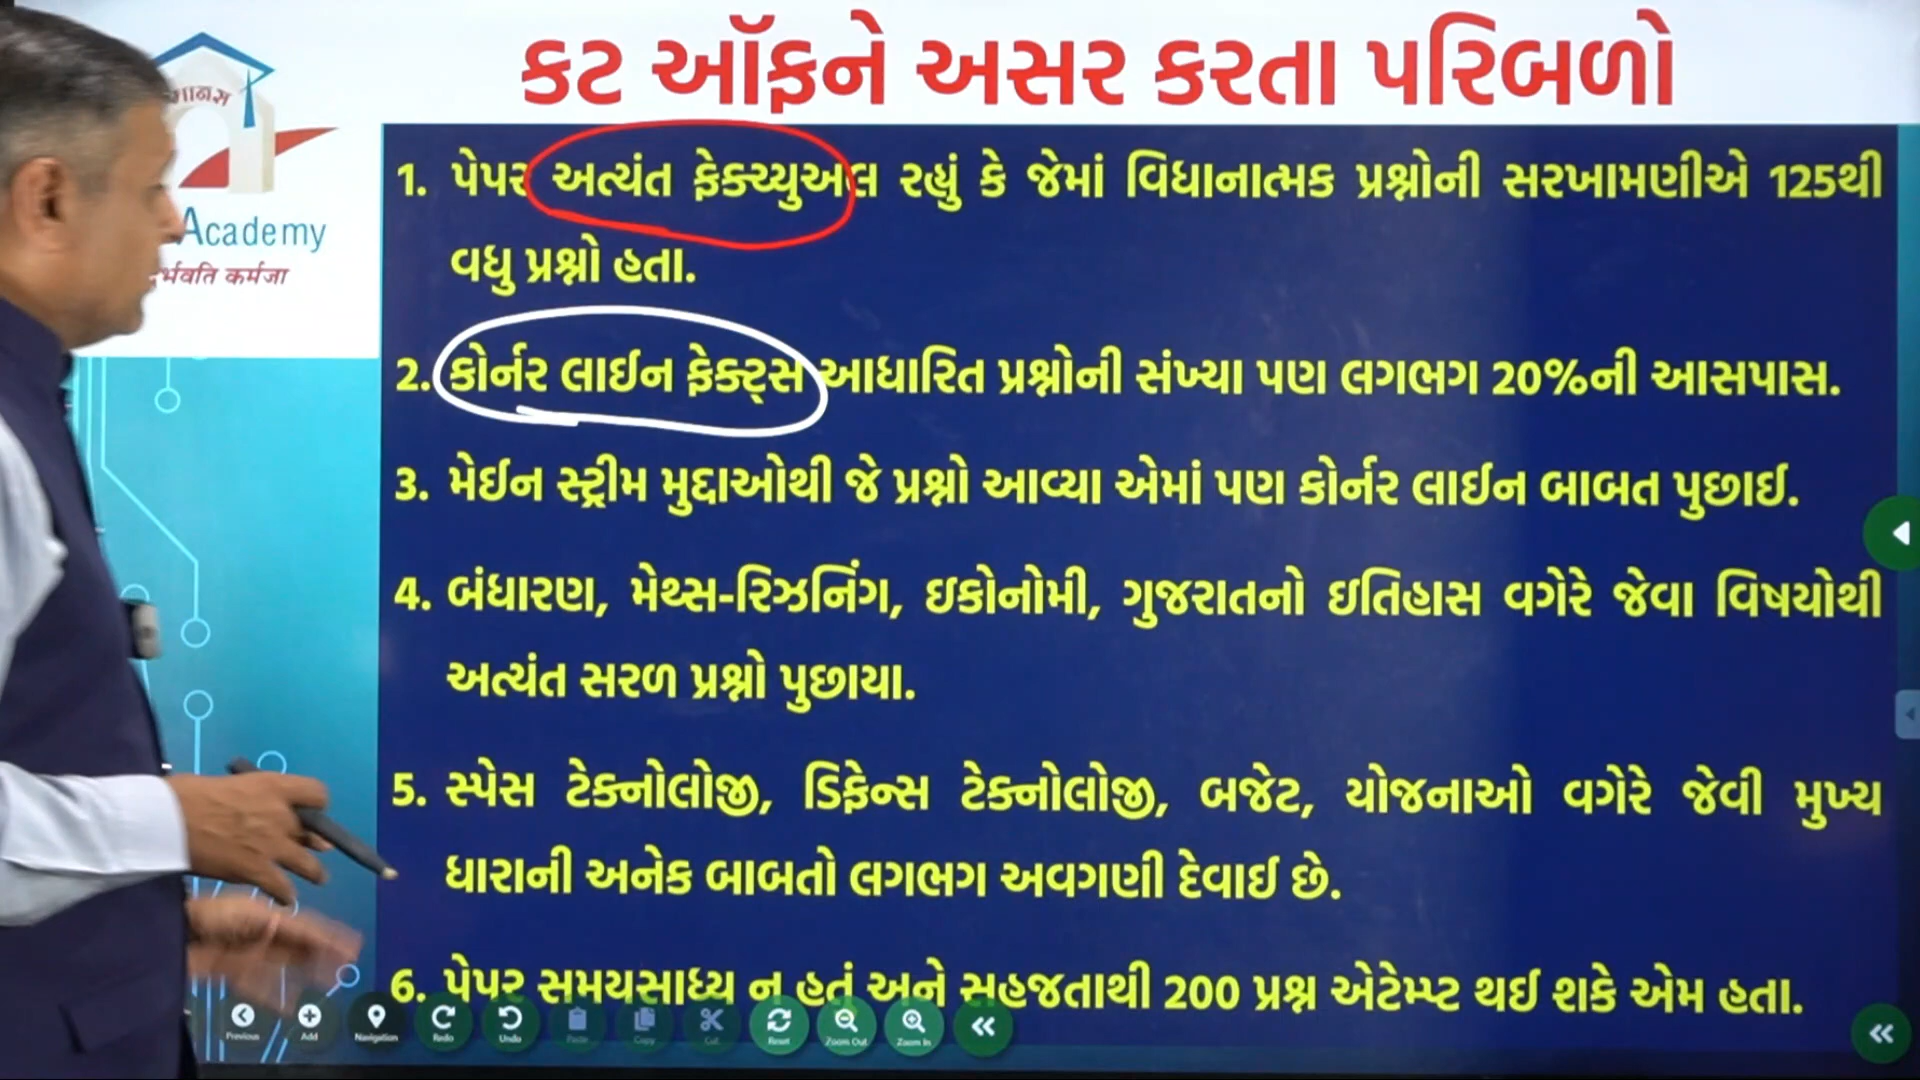 કટ ઑફને અસર કરતા પરિબળો
માનસ
Academy
ર્ભવતિ કર્મજા
1. પેપર અત્યંત ફેક્ચ્યુઅલ રહ્યું કે જેમાં વિધાનાત્મક પ્રશ્નોની સરખામણીએ 125થી
વધુ પ્રશ્નો હતા.
2. કોર્નર લાઈન ફેક્ટ્સ આધારિત પ્રશ્નોની સંખ્યા પણ લગભગ 20%ની આસપાસ.
3. મેઈન સ્ટ્રીમ મુદ્દાઓથી જે પ્રશ્નો આવ્યા એમાં પણ કોર્નર લાઈન બાબત પુછાઈ.
4. બંધારણ, મેથ્સ-રિઝનિંગ, ઇકોનોમી, ગુજરાતનો ઇતિહાસ વગેરે જેવા વિષયોથી
અત્યંત સરળ પ્રશ્નો પુછાયા.
5. સ્પેસ ટેક્નોલોજી, ડિફેન્સ ટેક્નોલોજી, બજેટ, યોજનાઓ વગેરે જેવી મુખ્ય
ધારાની અનેક બાબતો લગભગ અવગણી દેવાઈ છે.
6. પેપર સમયસાધ્ય ન હતું અને સહજતાથી 200 પ્રશ્ન એટેમ્પ્ટ થઈ શકે એમ હતા.
Previous Add Navigation Redo Undo Paste Copy Cut Reset Zoom Out Zoom In